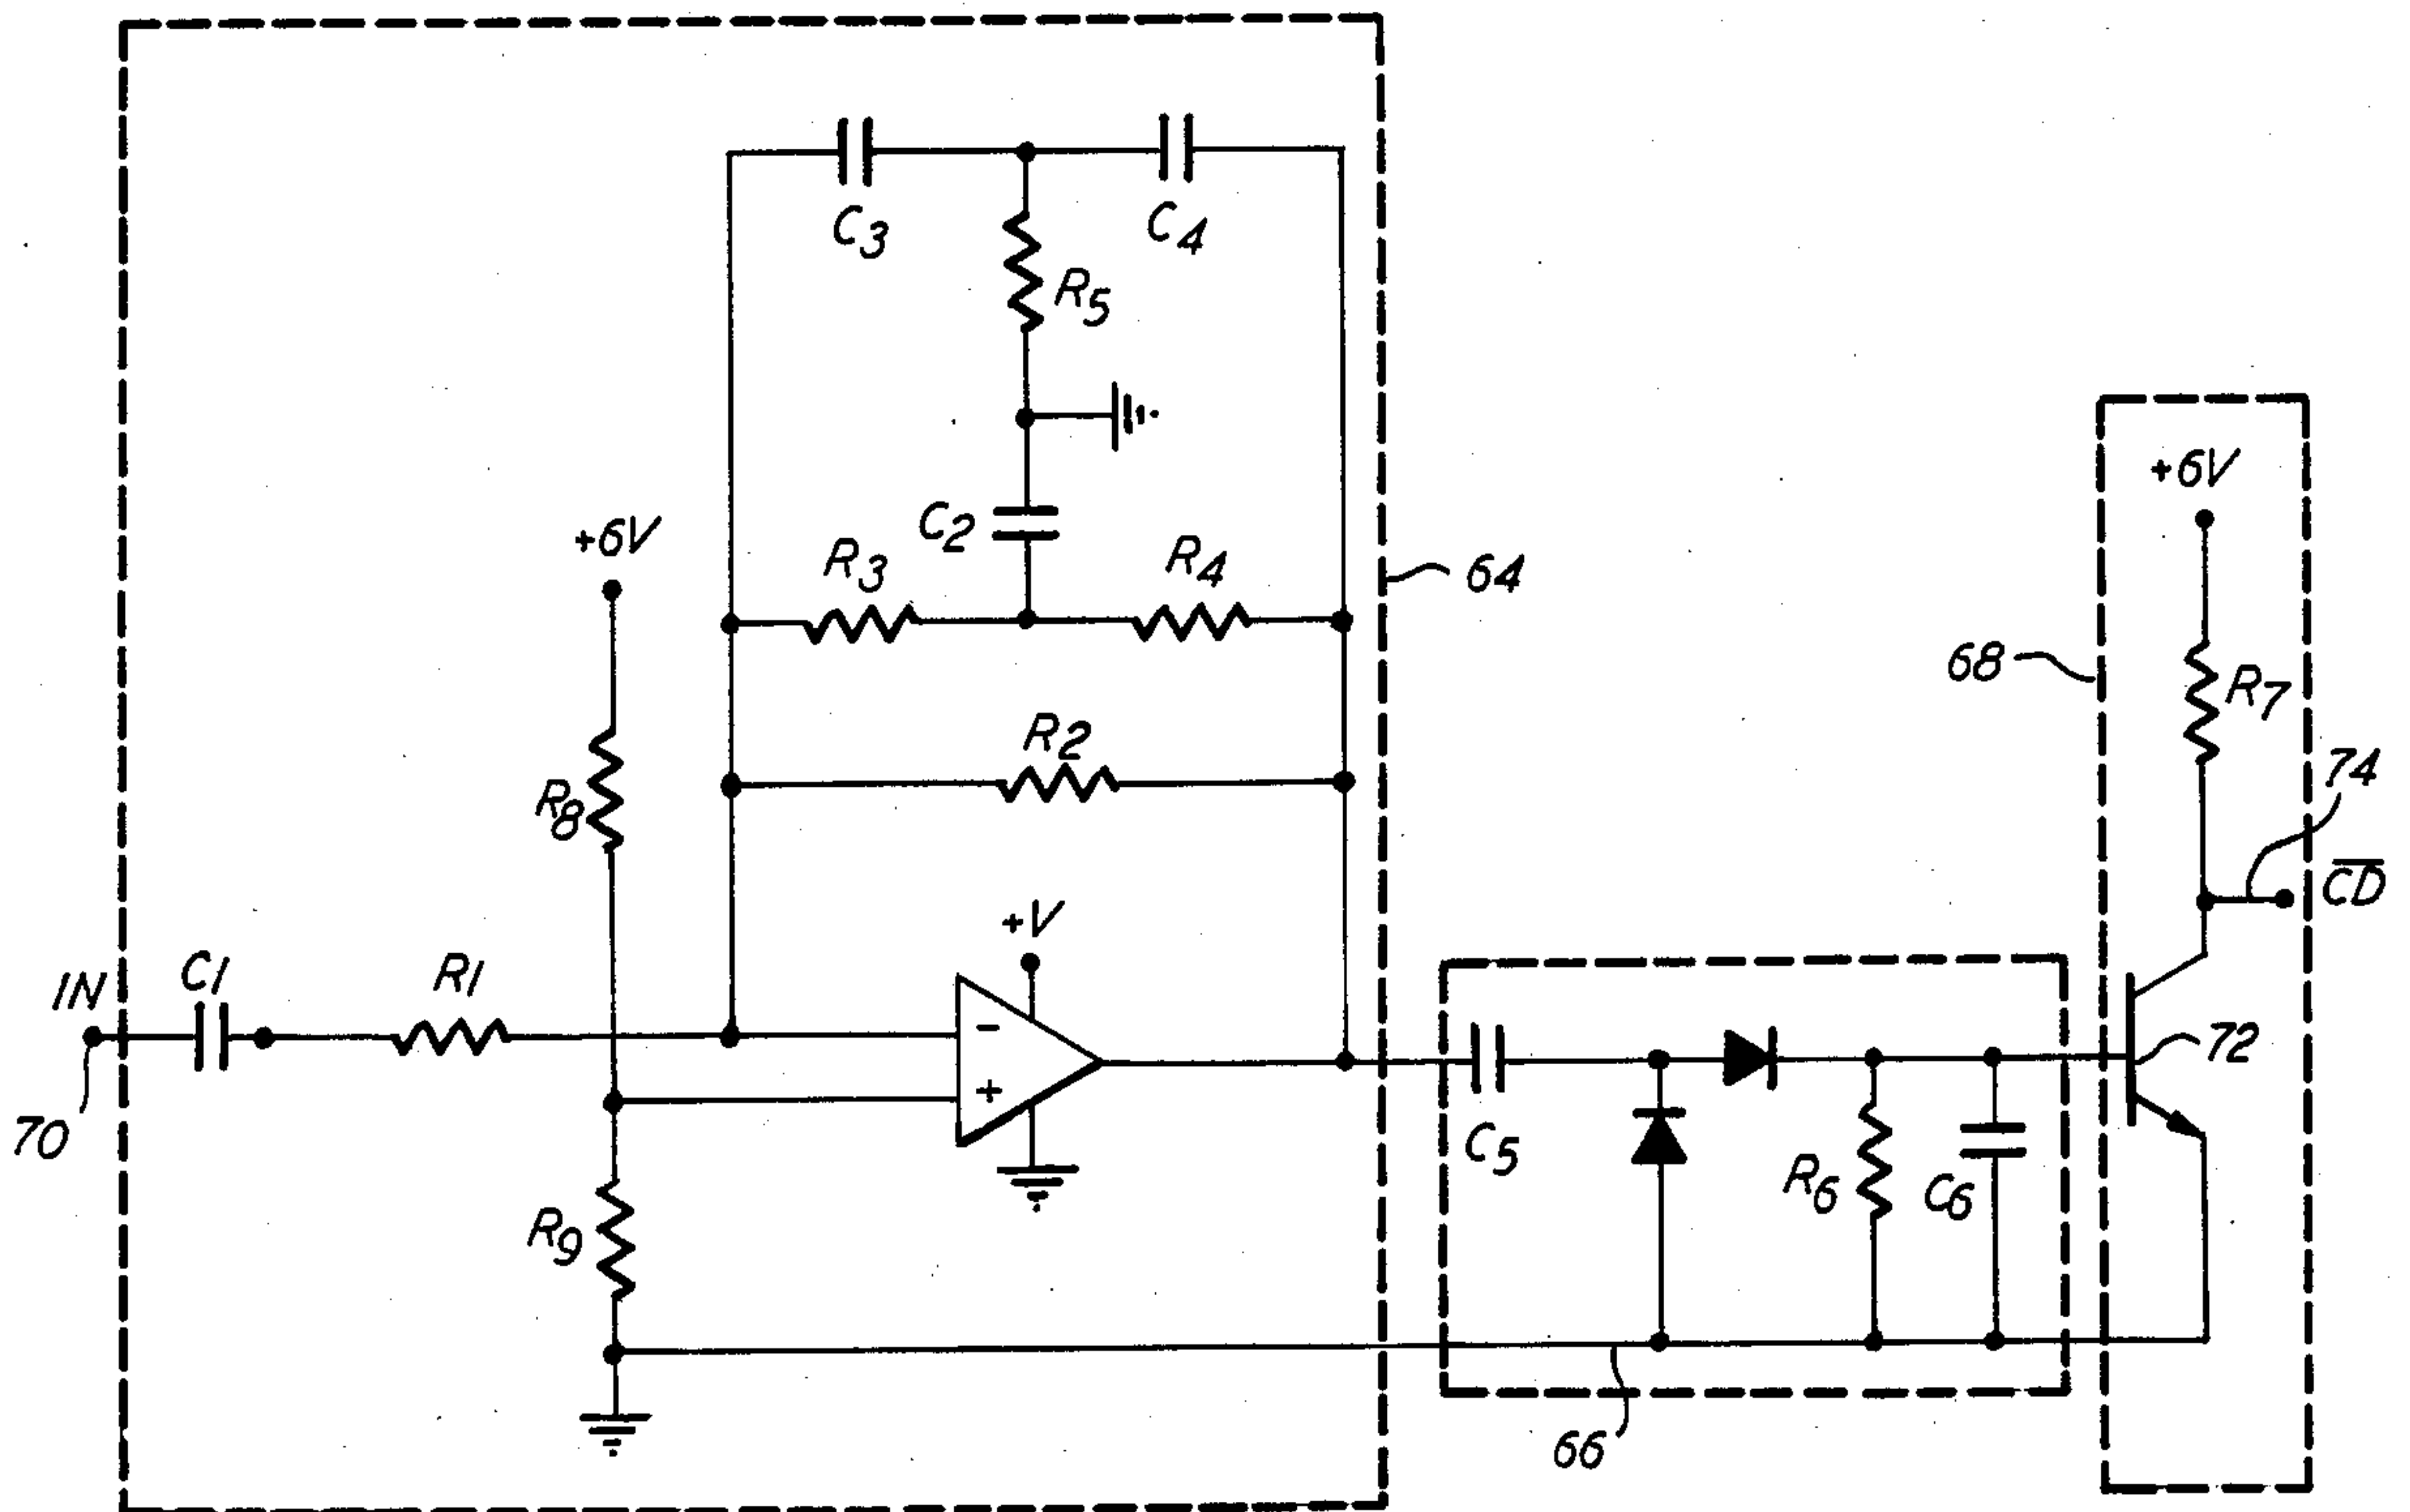 C3
C4
R5
+6V
C2
+6V
R3
R4
64
68
R7
R2
74
R8
CD̅
+V
IN
C1
R1
-
72
+
70
C5
R6
C6
R9
66